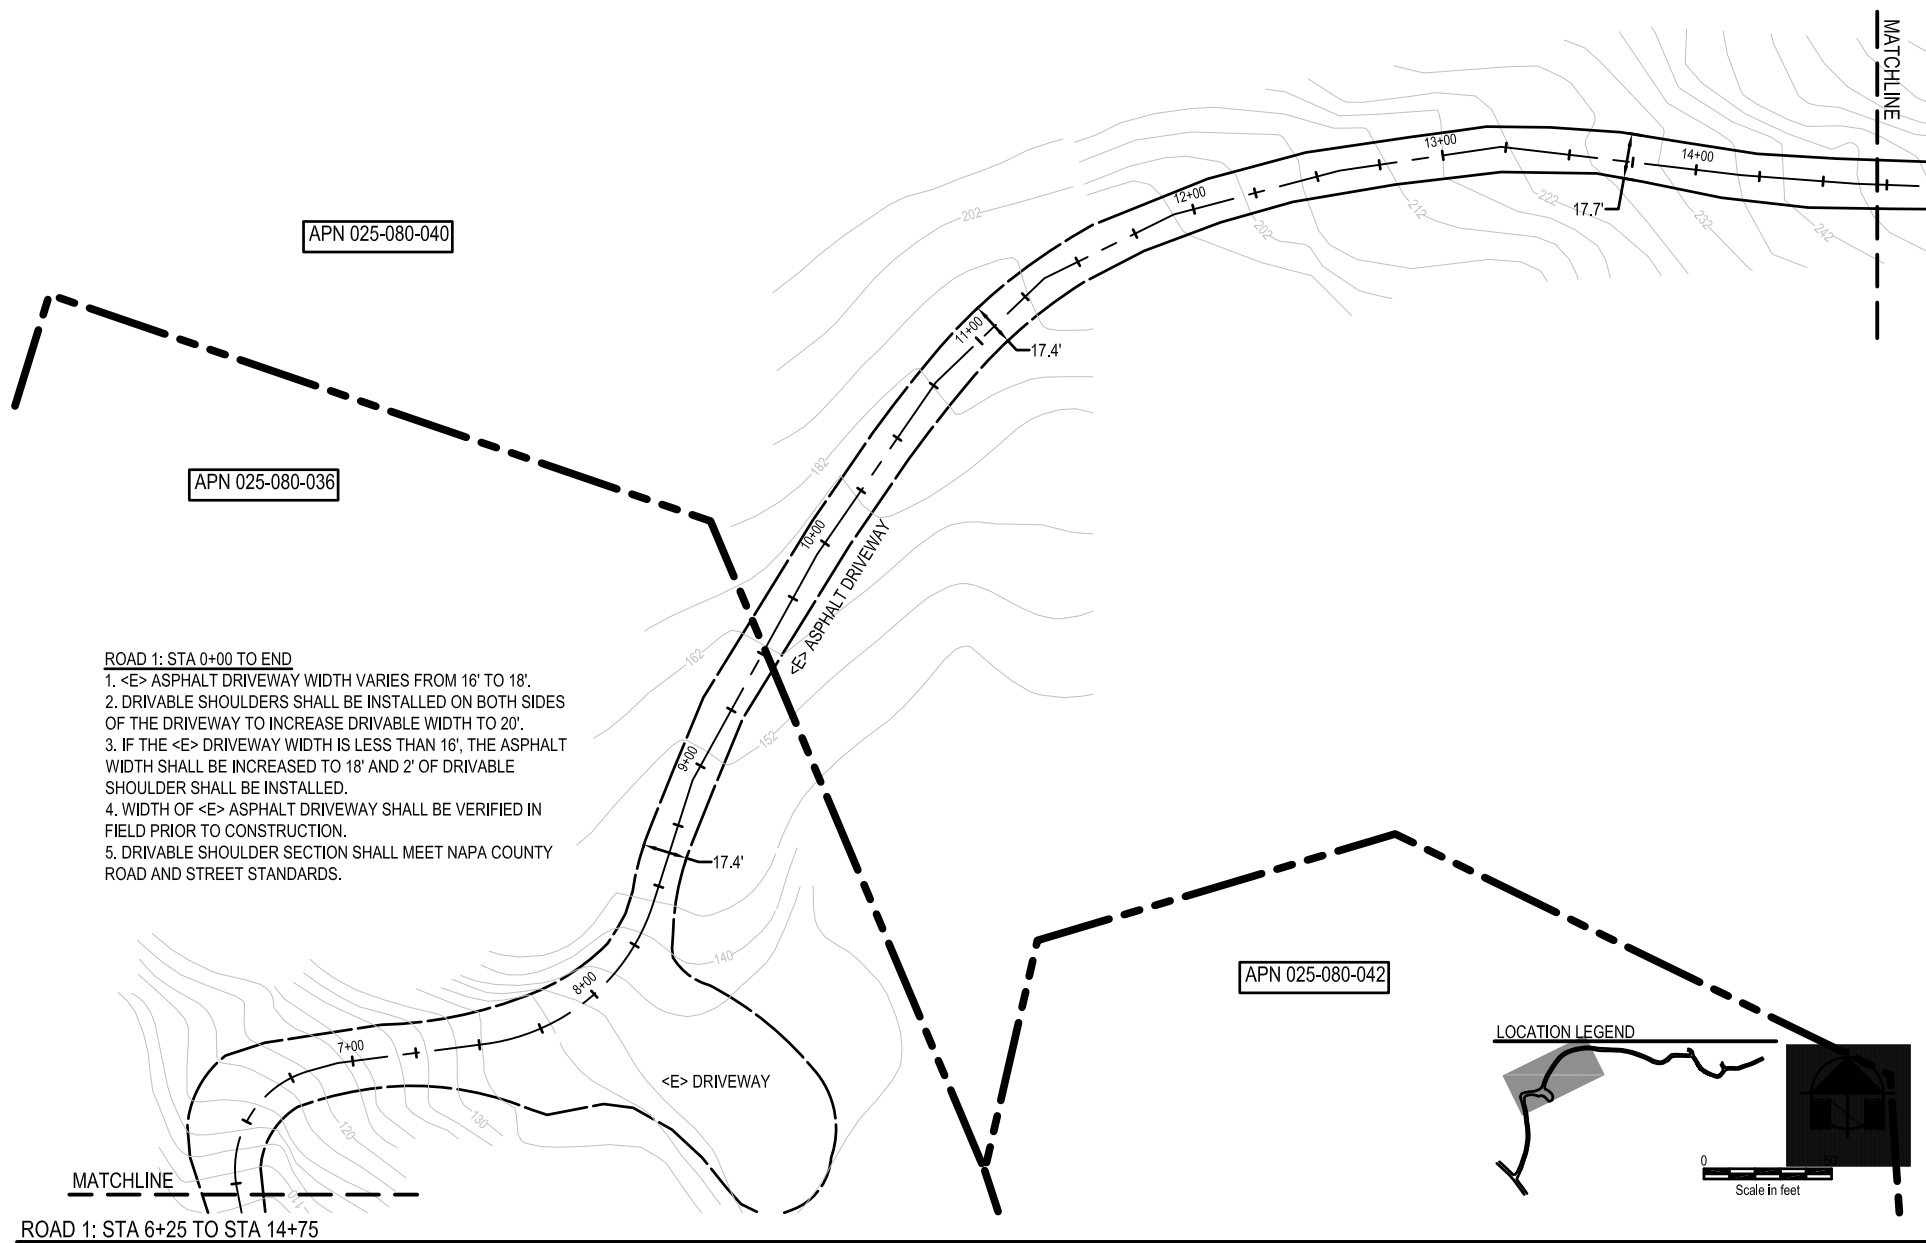 MATCHLINE
APN 025-080-040
APN 025-080-036
ROAD 1: STA 0+00 TO END
1. <E> ASPHALT DRIVEWAY WIDTH VARIES FROM 16' TO 18'.
2. DRIVABLE SHOULDERS SHALL BE INSTALLED ON BOTH SIDES
OF THE DRIVEWAY TO INCREASE DRIVABLE WIDTH TO 20'.
3. IF THE <E> DRIVEWAY WIDTH IS LESS THAN 16', THE ASPHALT
WIDTH SHALL BE INCREASED TO 18' AND 2' OF DRIVABLE
SHOULDER SHALL BE INSTALLED.
4. WIDTH OF <E> ASPHALT DRIVEWAY SHALL BE VERIFIED IN
FIELD PRIOR TO CONSTRUCTION.
5. DRIVABLE SHOULDER SECTION SHALL MEET NAPA COUNTY
ROAD AND STREET STANDARDS.
13+00
14+00
12+00
17.7'
202
202
212
222
232
242
11+00
17.4'
182
10+00
<E> ASPHALT DRIVEWAY
162
152
9+00
17.4'
140
8+00
7+00
<E> DRIVEWAY
130
120
110
APN 025-080-042
LOCATION LEGEND
0
50'
Scale in feet
MATCHLINE
ROAD 1: STA 6+25 TO STA 14+75